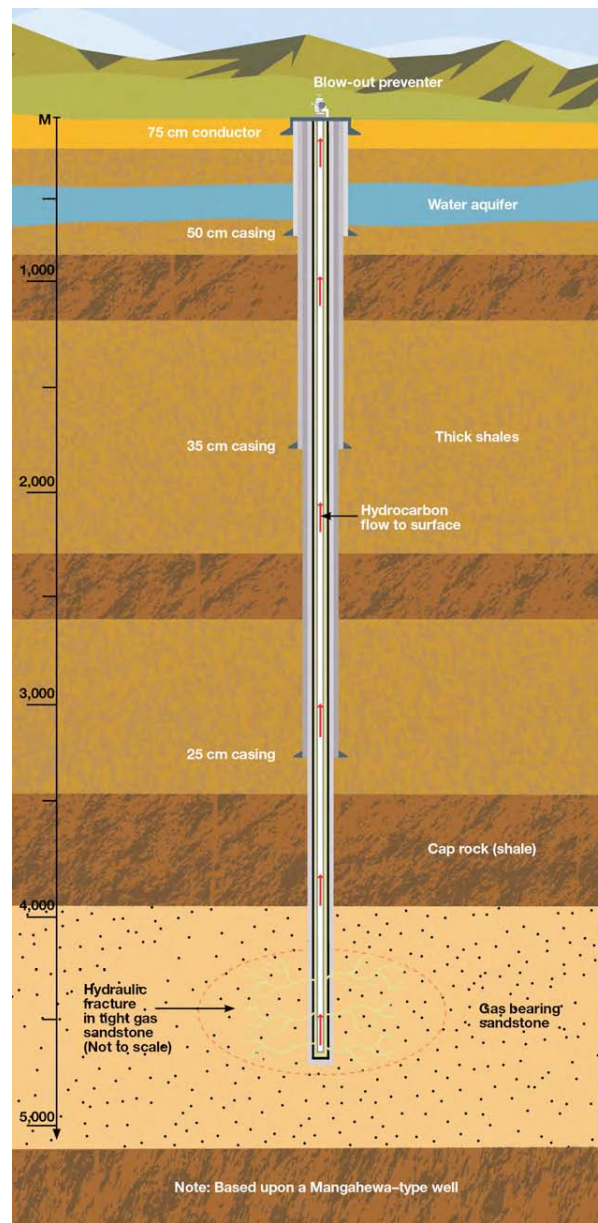 Blow-out preventer
M
75 cm conductor
Water aquifer
50 cm casing
1,000
Thick shales
35 cm casing
2,000
Hydrocarbon
flow to surface
3,000
25 cm casing
Cap rock (shale)
4,000
Hydraulic
fracture
in tight gas
sandstone
(Not to scale)
Gas bearing
sandstone
5,000
Note: Based upon a Mangahewa–type well